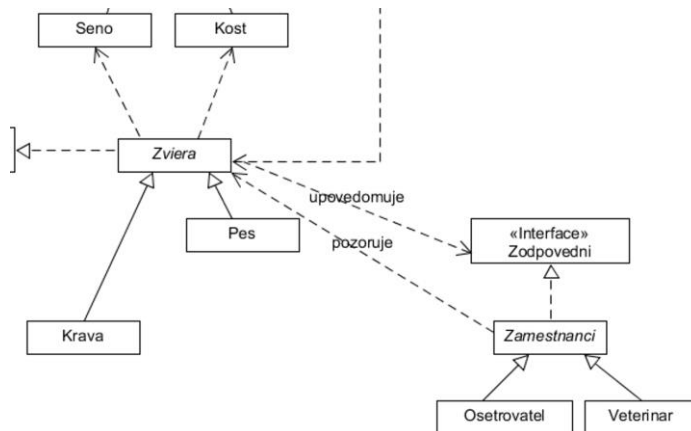 Seno
Kost
Zviera
upovedomuje
Pes
pozoruje
«Interface»
Zodpovedni
Krava
Zamestnanci
Osetrovatel
Veterinar